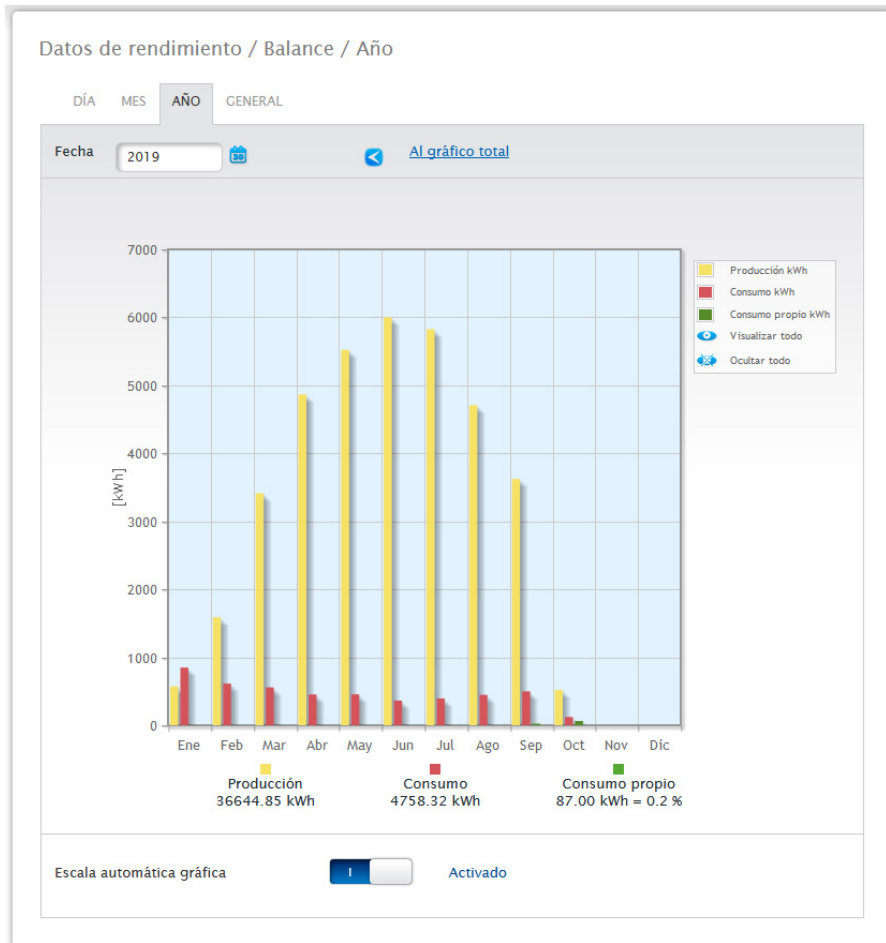 Datos de rendimiento / Balance / Año
DÍA MES AÑO GENERAL
Fecha 2019 30 Al gráfico total
7000
6000
5000
4000
3000
2000
1000
0
[kWh]
Producción kWh
Consumo kWh
Consumo propio kWh
Visualizar todo
Ocultar todo
Ene Feb Mar Abr May Jun Jul Ago Sep Oct Nov Dic
Producción Consumo Consumo propio
36644.85 kWh 4758.32 kWh 87.00 kWh = 0.2 %
Escala automática gráfica I Activado